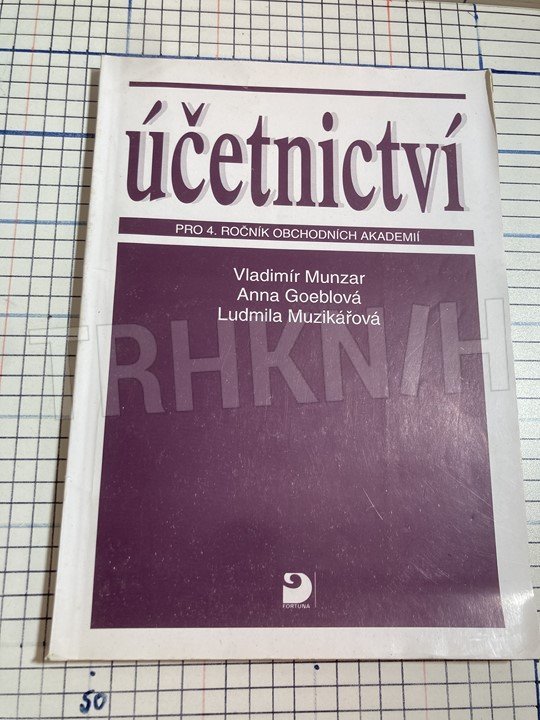 účetnictví
PRO 4. ROČNÍK OBCHODNÍCH AKADEMIÍ
Vladimír Munzar
Anna Goeblová
Ludmila Muzikářová
TRHKNIH
FORTUNA
50